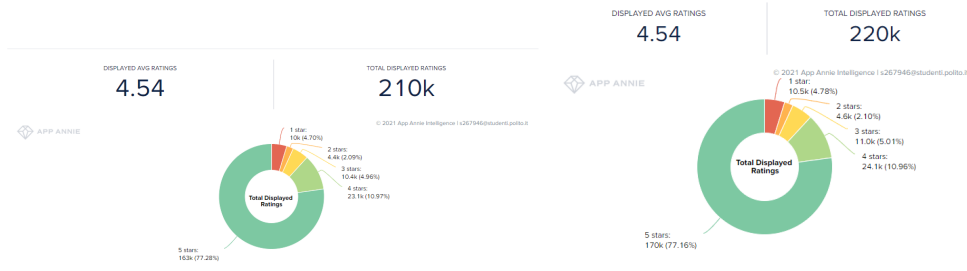 DISPLAYED AVG RATINGS
4.54
TOTAL DISPLAYED RATINGS
210k
© 2021 App Annie Intelligence | s267946@studenti.polito.it
APP ANNIE
1 star:
10k (4.70%)
2 stars:
4.4k (2.09%)
3 stars:
10.4k (4.96%)
4 stars:
23.1k (10.97%)
Total Displayed
Ratings
5 stars:
163k (77.28%)
DISPLAYED AVG RATINGS
4.54
TOTAL DISPLAYED RATINGS
220k
© 2021 App Annie Intelligence | s267946@studenti.polito.i
APP ANNIE
1 star:
10.5k (4.78%)
2 stars:
4.6k (2.10%)
3 stars:
11.0k (5.01%)
4 stars:
24.1k (10.96%)
Total Displayed
Ratings
5 stars:
170k (77.16%)